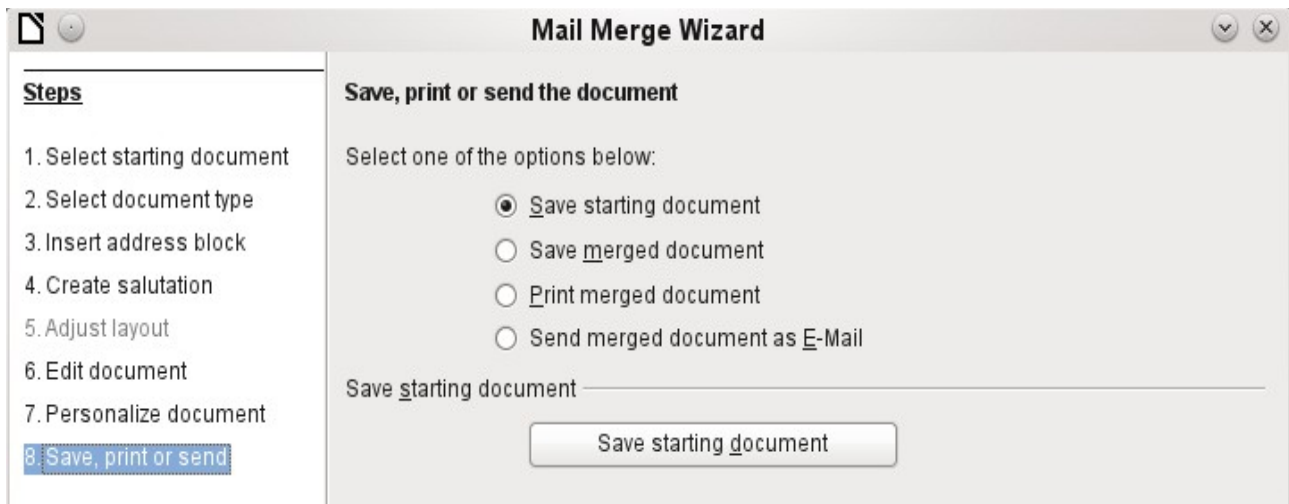 Mail Merge Wizard
Steps
1. Select starting document
2. Select document type
3. Insert address block
4. Create salutation
5. Adjust layout
6. Edit document
7. Personalize document
8. Save, print or send
Save, print or send the document
Select one of the options below:
Save starting document
Save merged document
Print merged document
Send merged document as E-Mail
Save starting document
Save starting document